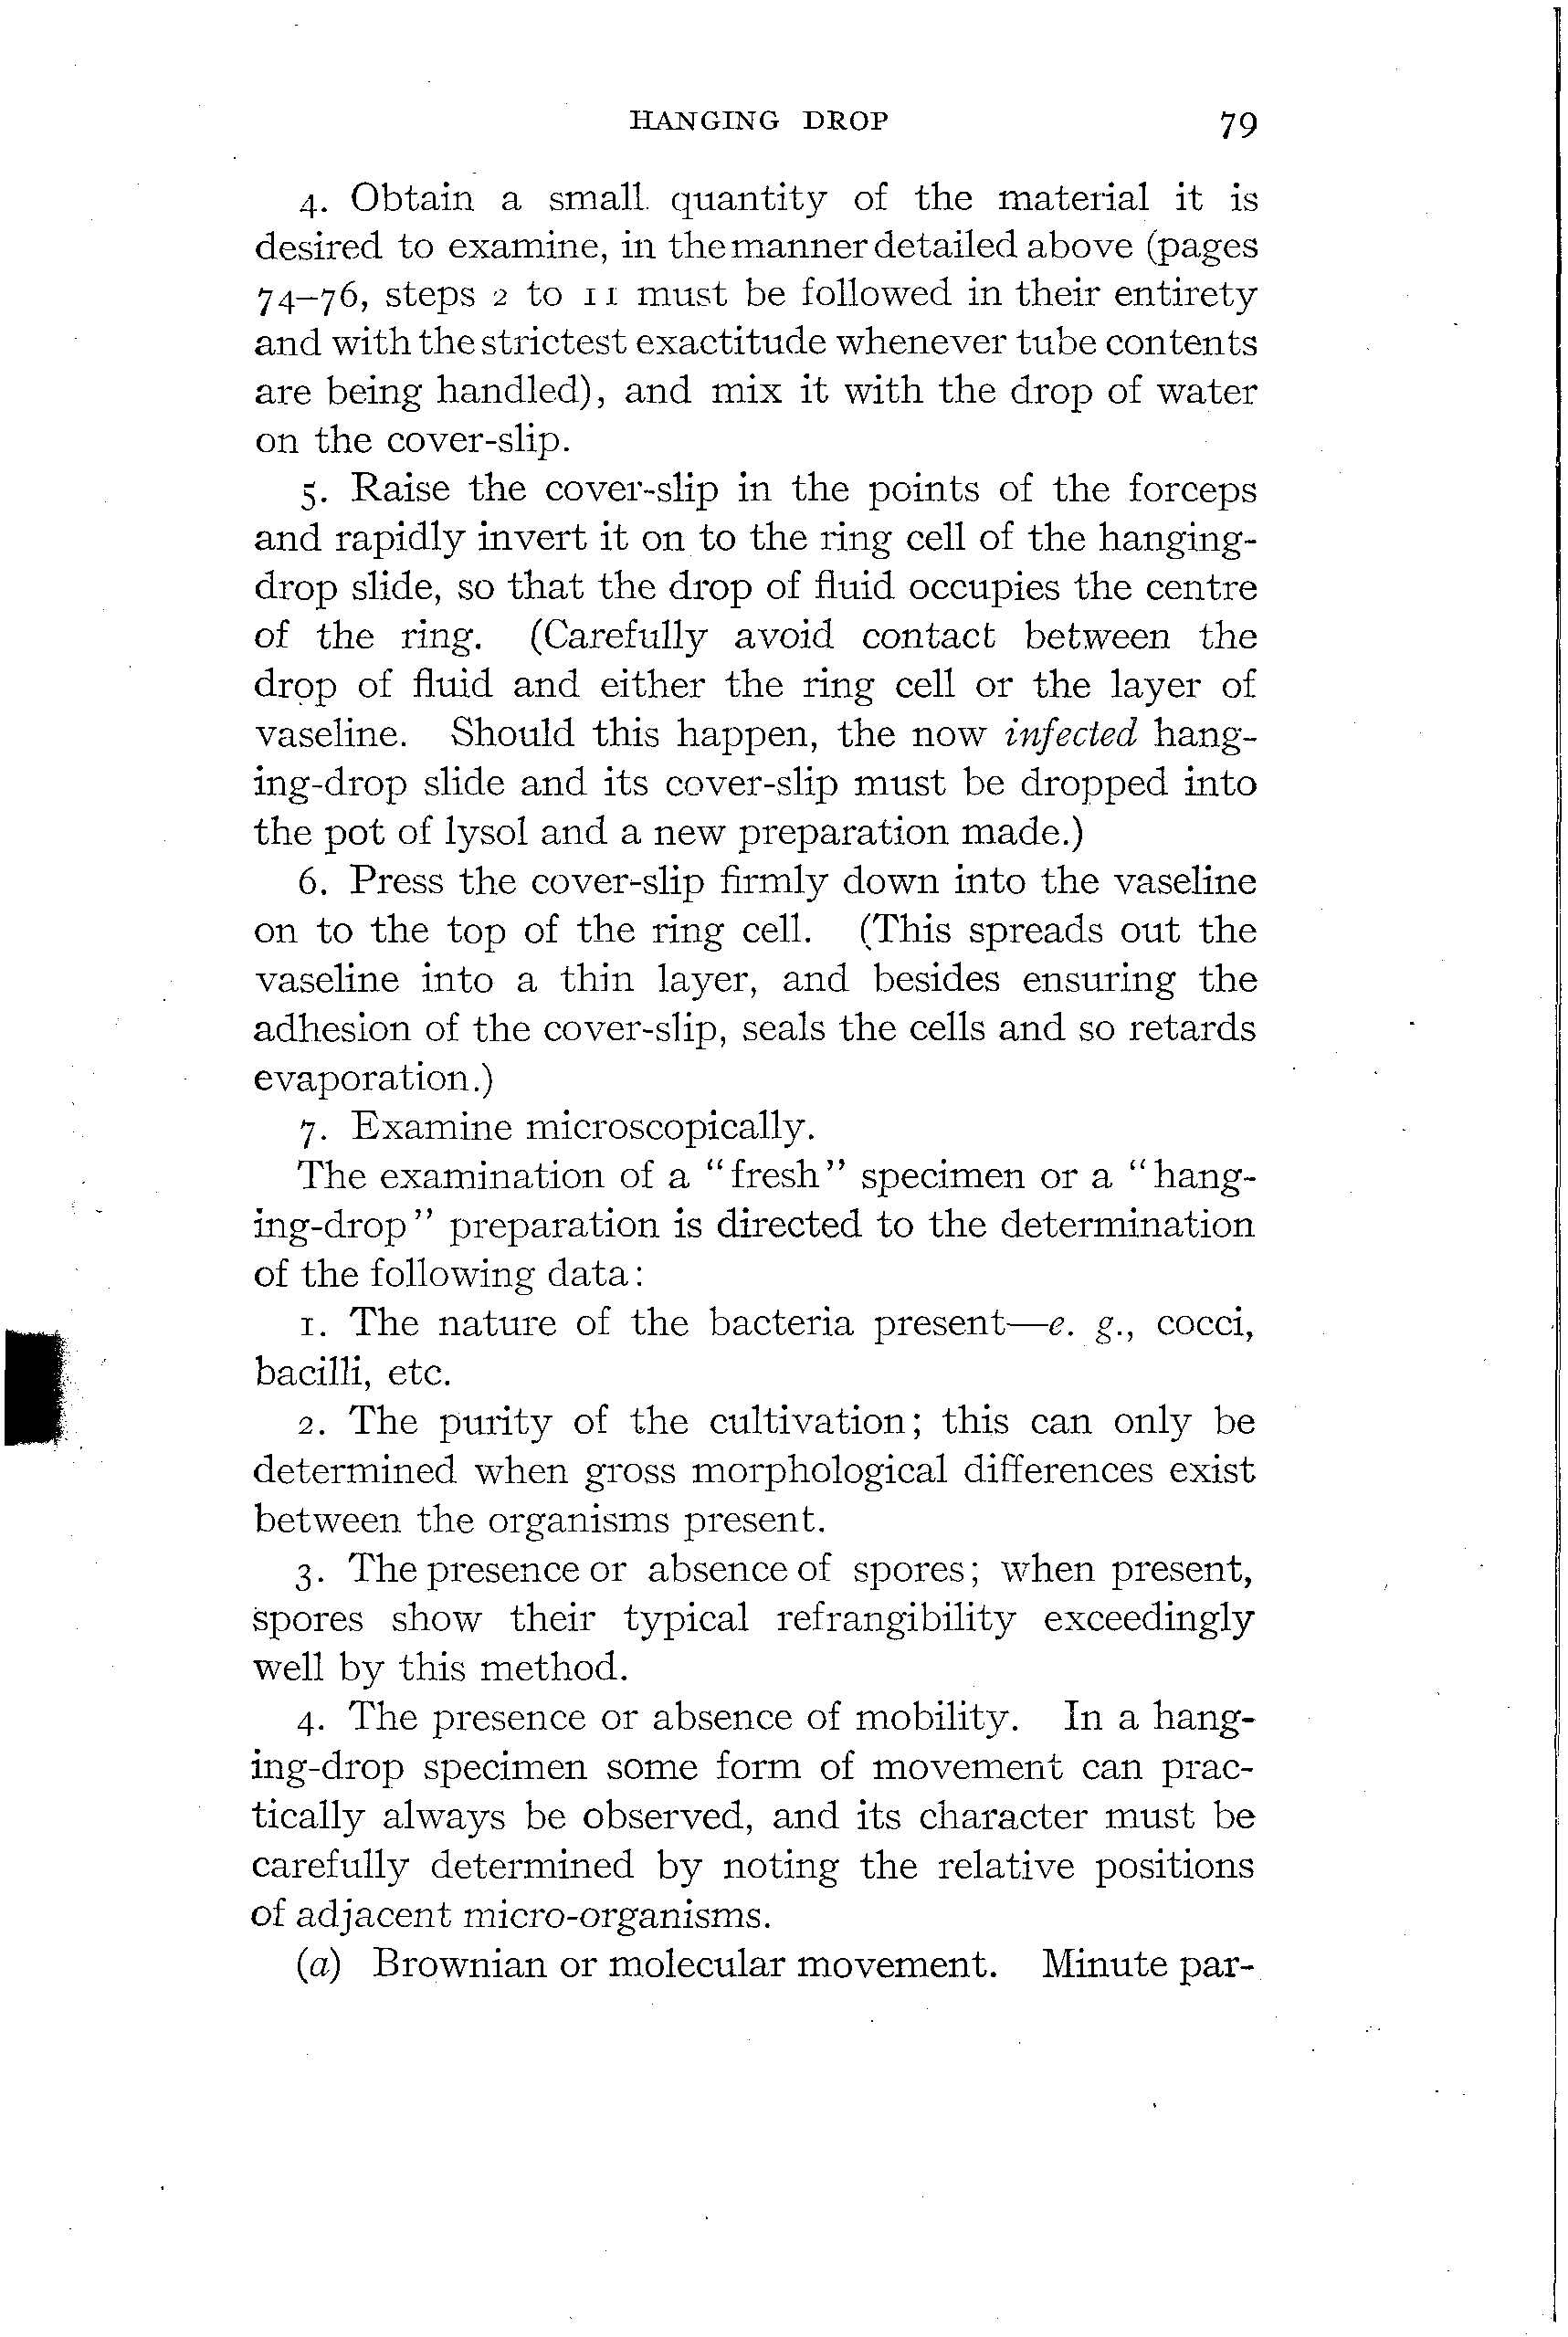 HANGING DROP 79
4. Obtain a small quantity of the material it is
desired to examine, in the manner detailed above (pages
74–76, steps 2 to 11 must be followed in their entirety
and with the strictest exactitude whenever tube contents
are being handled), and mix it with the drop of water
on the cover-slip.
5. Raise the cover-slip in the points of the forceps
and rapidly invert it on to the ring cell of the hanging-
drop slide, so that the drop of fluid occupies the centre
of the ring. (Carefully avoid contact between the
drop of fluid and either the ring cell or the layer of
vaseline. Should this happen, the now infected hang-
ing-drop slide and its cover-slip must be dropped into
the pot of lysol and a new preparation made.)
6. Press the cover-slip firmly down into the vaseline
on to the top of the ring cell. (This spreads out the
vaseline into a thin layer, and besides ensuring the
adhesion of the cover-slip, seals the cells and so retards
evaporation.)
7. Examine microscopically.
The examination of a "fresh" specimen or a "hang-
ing-drop" preparation is directed to the determination
of the following data:
1. The nature of the bacteria present—e. g., cocci,
bacilli, etc.
2. The purity of the cultivation; this can only be
determined when gross morphological differences exist
between the organisms present.
3. The presence or absence of spores; when present,
spores show their typical refrangibility exceedingly
well by this method.
4. The presence or absence of mobility. In a hang-
ing-drop specimen some form of movement can prac-
tically always be observed, and its character must be
carefully determined by noting the relative positions
of adjacent micro-organisms.
(a) Brownian or molecular movement. Minute par-